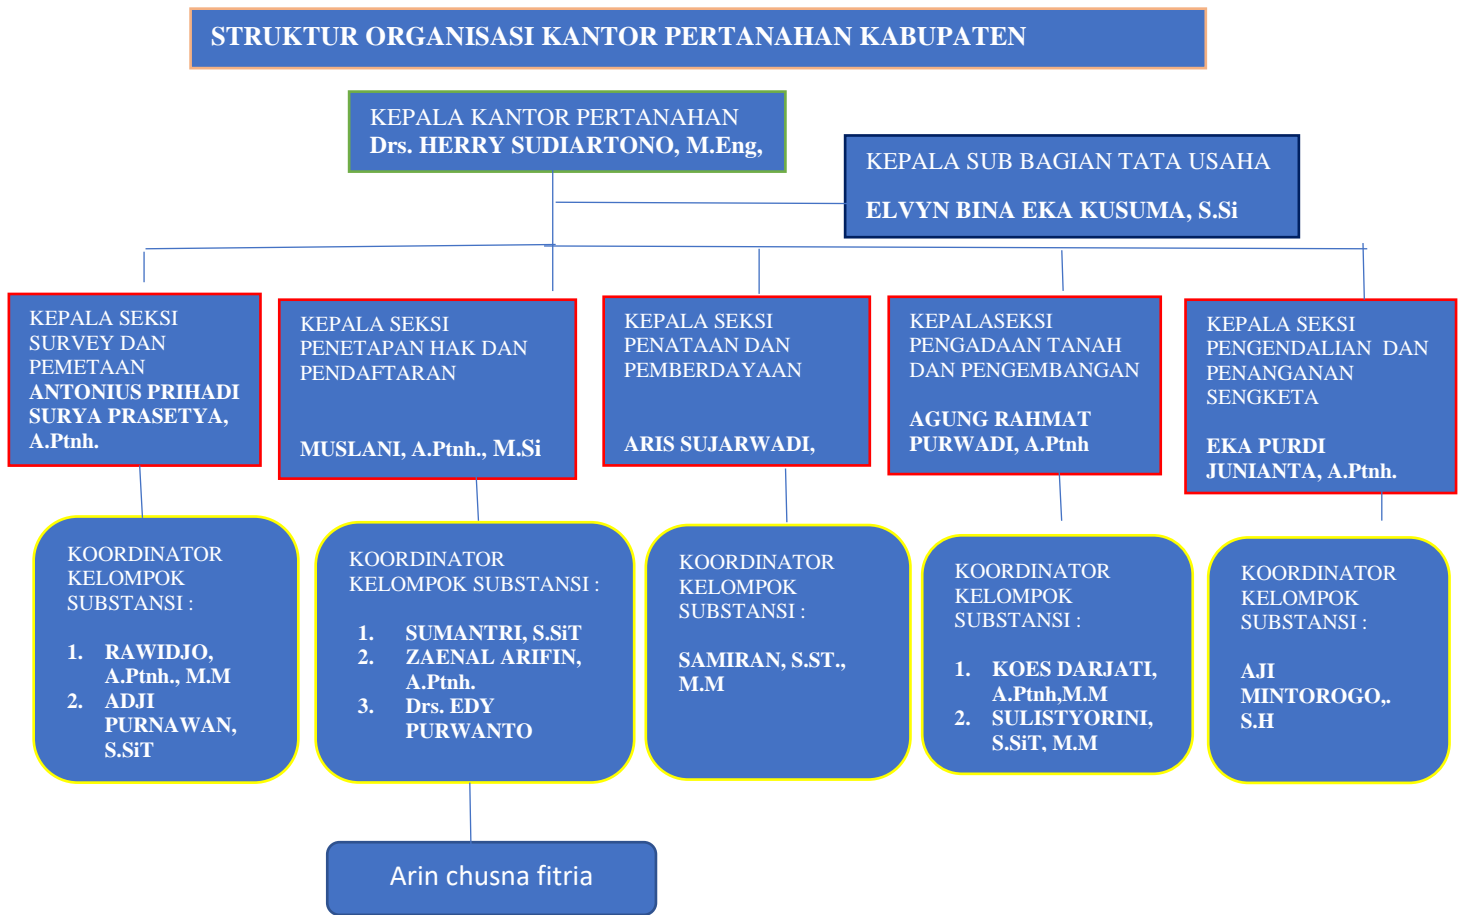 STRUKTUR ORGANISASI KANTOR PERTANAHAN KABUPATEN
KEPALA KANTOR PERTANAHAN
Drs. HERRY SUDIARTONO, M.Eng,
KEPALA SUB BAGIAN TATA USAHA
ELVYN BINA EKA KUSUMA, S.Si
KEPALA SEKSI
SURVEY DAN
PEMETAAN
ANTONIUS PRIHADI
SURYA PRASETYA,
A.Ptnh.
KEPALA SEKSI
PENETAPAN HAK DAN
PENDAFTARAN
MUSLANI, A.Ptnh., M.Si
KEPALA SEKSI
PENATAAN DAN
PEMBERDAYAAN
ARIS SUJARWADI,
KEPALASEKSI
PENGADAAN TANAH
DAN PENGEMBANGAN
AGUNG RAHMAT
PURWADI, A.Ptnh
KEPALA SEKSI
PENGENDALIAN DAN
PENANGANAN
SENGKETA
EKA PURDI
JUNIANTA, A.Ptnh.
KOORDINATOR
KELOMPOK
SUBSTANSI :
1. RAWIDJO,
A.Ptnh., M.M
2. ADJI
PURNAWAN,
S.SiT
KOORDINATOR
KELOMPOK SUBSTANSI :
1. SUMANTRI, S.SiT
2. ZAENAL ARIFIN,
A.Ptnh.
3. Drs. EDY
PURWANTO
KOORDINATOR
KELOMPOK
SUBSTANSI :
SAMIRAN, S.ST.,
M.M
KOORDINATOR
KELOMPOK
SUBSTANSI :
1. KOES DARJATI,
A.Ptnh,M.M
2. SULISTYORINI,
S.SiT, M.M
KOORDINATOR
KELOMPOK
SUBSTANSI :
AJI
MINTOROGO,.
S.H
Arin chusna fitria